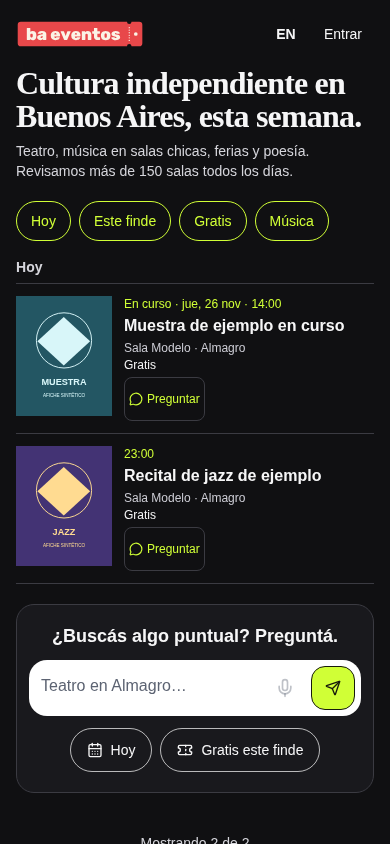 ba eventos
EN
Entrar
Cultura independiente en
Buenos Aires, esta semana.
Teatro, música en salas chicas, ferias y poesía.
Revisamos más de 150 salas todos los días.
Hoy
Este finde
Gratis
Música
Hoy
MUESTRA
AFICHE SINTÉTICO
En curso · jue, 26 nov · 14:00
Muestra de ejemplo en curso
Sala Modelo · Almagro
Gratis
Preguntar
JAZZ
AFICHE SINTÉTICO
23:00
Recital de jazz de ejemplo
Sala Modelo · Almagro
Gratis
Preguntar
¿Buscás algo puntual? Preguntá.
Teatro en Almagro…
Hoy
Gratis este finde
Mostrando 2 de 2